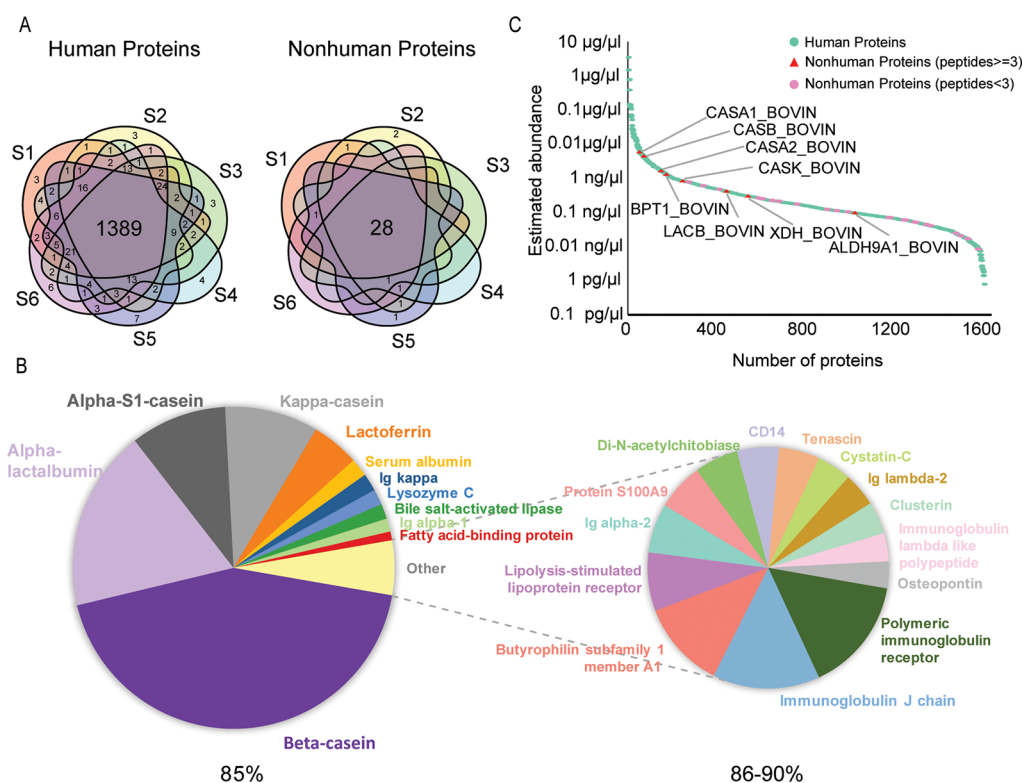 A
Human Proteins
Nonhuman Proteins
S1
S2
S3
S4
S5
S6
1389
S1
S2
S3
S4
S5
S6
28
C
10 µg/µl
1µg/µl
0.1µg/µl
0.01µg/µl
1 ng/µl
0.1 ng/µl
0.01 ng/µl
1 pg/µl
0.1 pg/µl
Estimated abundance
Human Proteins
Nonhuman Proteins (peptides>=3)
Nonhuman Proteins (peptides<3)
CASA1_BOVIN
CASB_BOVIN
CASA2_BOVIN
CASK_BOVIN
BPT1_BOVIN
LACB_BOVIN
XDH_BOVIN
ALDH9A1_BOVIN
0 400 800 1200 1600
Number of proteins
B
Alpha-S1-casein
Kappa-casein
Alpha-
lactalbumin
Lactoferrin
Serum albumin
Ig kappa
Lysozyme C
Bile salt-activated lipase
Ig alpha-1
Fatty acid-binding protein
Other
Beta-casein
85%
Di-N-acetylchitobiase
CD14
Tenascin
Cystatin-C
Ig lambda-2
Clusterin
Immunoglobulin
lambda like
polypeptide
Osteopontin
Polymeric
immunoglobulin
receptor
Immunoglobulin J chain
Butyrophilin subfamily 1
member A1
Lipolysis-stimulated
lipoprotein receptor
Ig alpha-2
Protein S100A9
86-90%